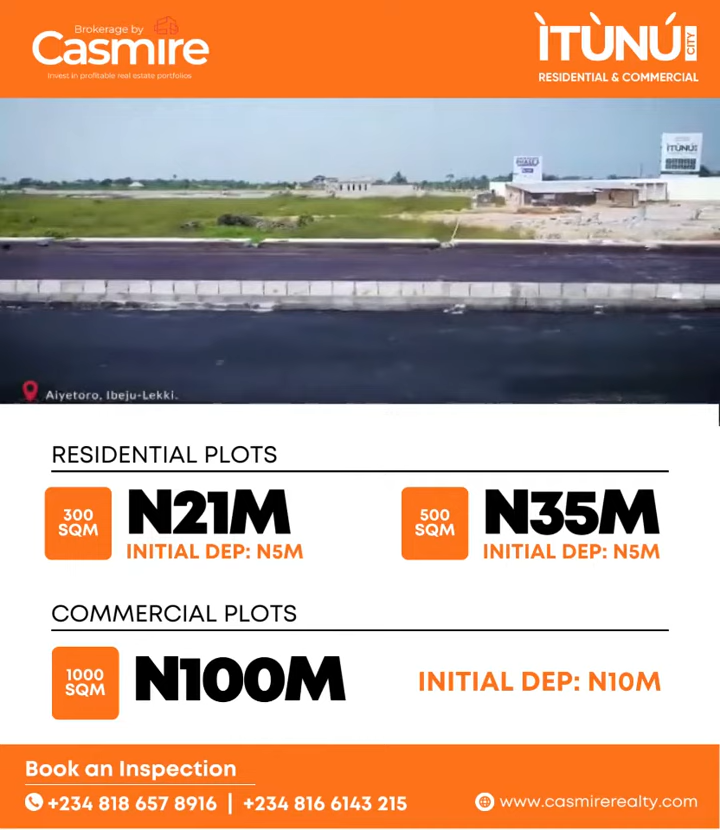 Brokerage by
Casmire
Invest in profitable real estate portfolios
ÌTÙNÚ CITY
RESIDENTIAL & COMMERCIAL
ÌTÙNÚ
Aiyetoro, Ibeju-Lekki.
RESIDENTIAL PLOTS
300 SQM
N21M
INITIAL DEP: N5M
500 SQM
N35M
INITIAL DEP: N5M
COMMERCIAL PLOTS
1000 SQM
N100M
INITIAL DEP: N10M
Book an Inspection
+234 818 657 8916 | +234 816 6143 215
www.casmirerealty.com